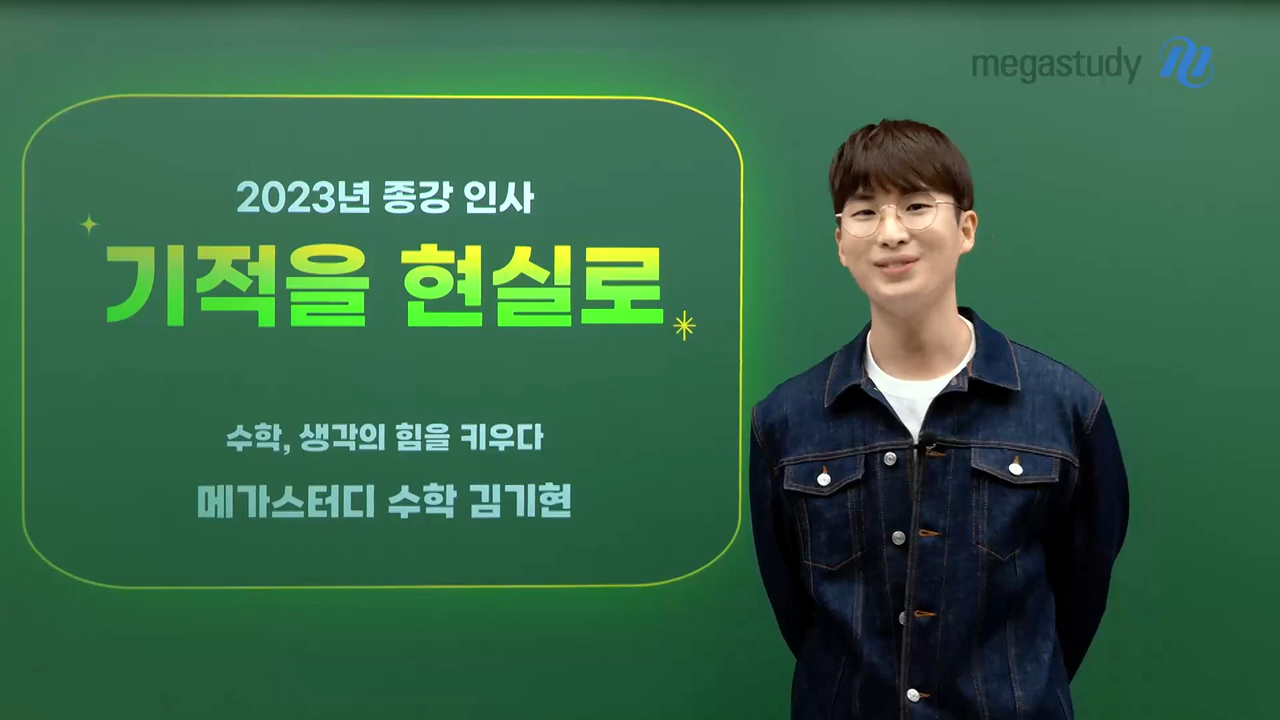 megastudy
2023년 종강 인사
기적을 현실로
수학, 생각의 힘을 키우다
메가스터디 수학 김기현